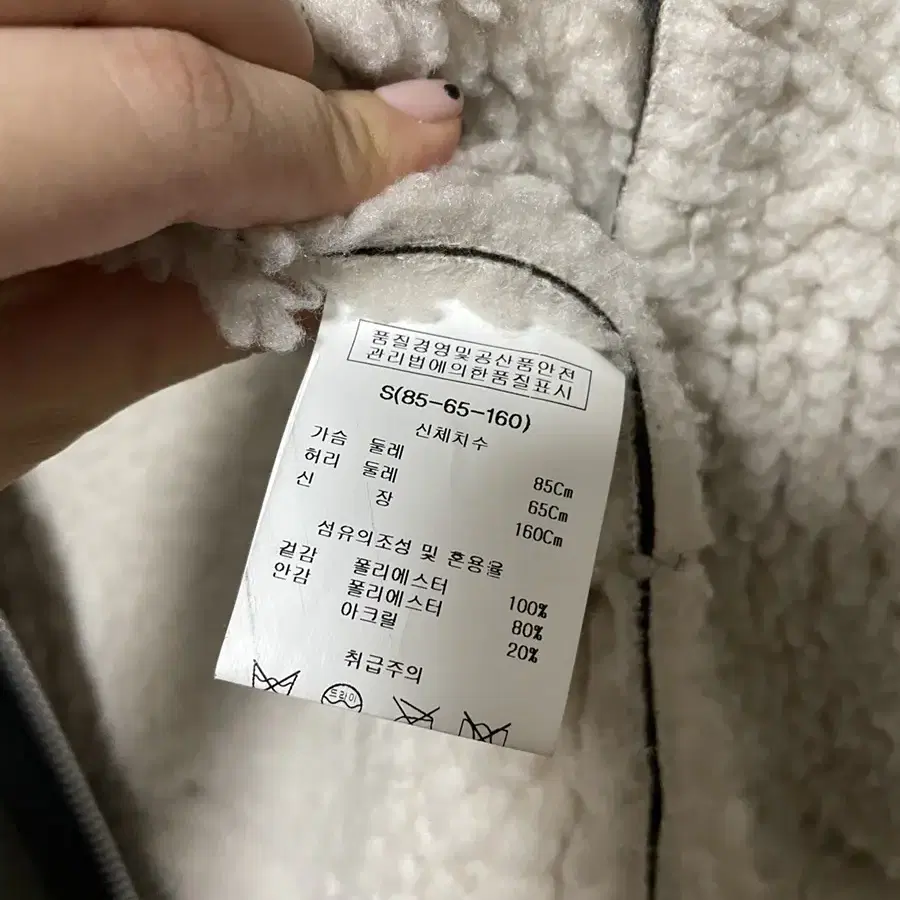 품질경영및공산품안전
관리법에의한품질표시
S(85-65-160)
신체치수
가슴 둘레 85Cm
허리 둘레 65Cm
신 장 160Cm
섬유의조성 및 혼용율
겉감 폴리에스터 100%
안감 폴리에스터 80%
아크릴 20%
취급주의
드라이